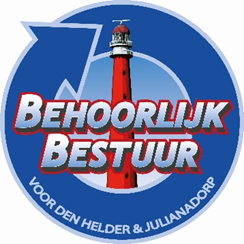 BEHOORLIJK
BESTUUR
VOOR DEN HELDER & JULIANADORP